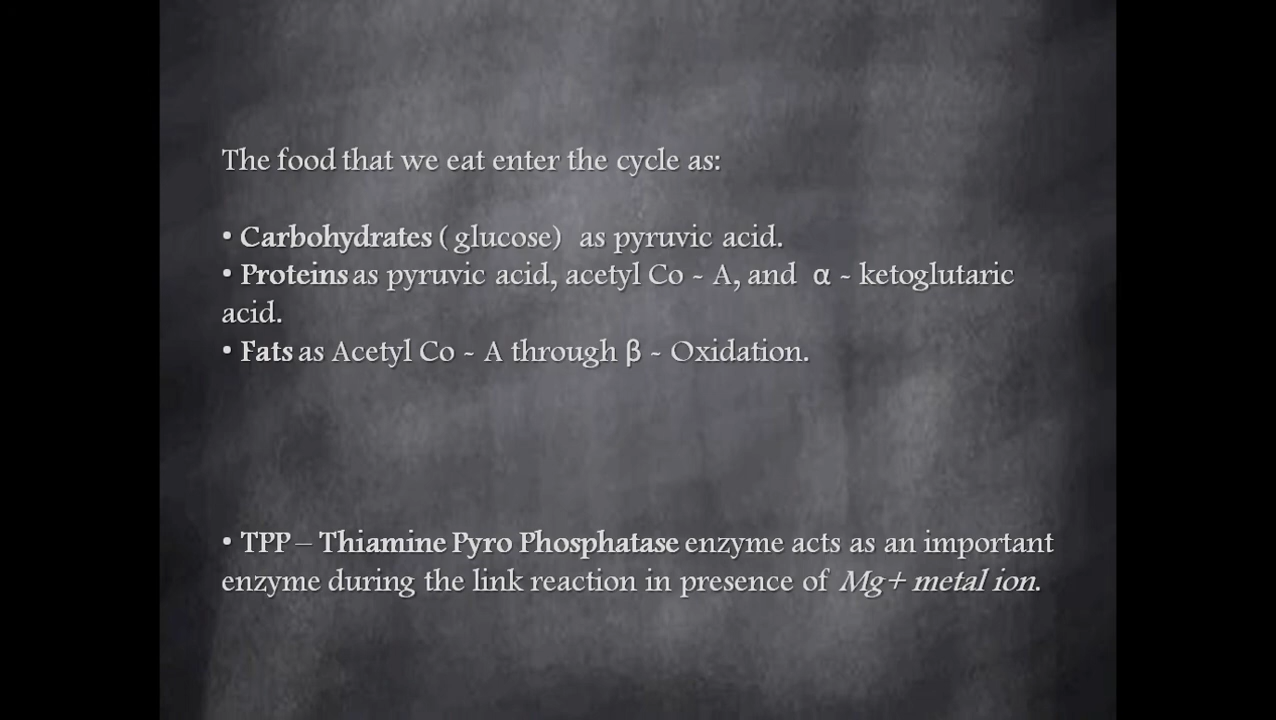 The food that we eat enter the cycle as:
• Carbohydrates ( glucose)  as pyruvic acid.
• Proteins as pyruvic acid, acetyl Co - A, and  α - ketoglutaric
acid.
• Fats as Acetyl Co - A through β - Oxidation.
• TPP – Thiamine Pyro Phosphatase enzyme acts as an important
enzyme during the link reaction in presence of Mg+ metal ion.